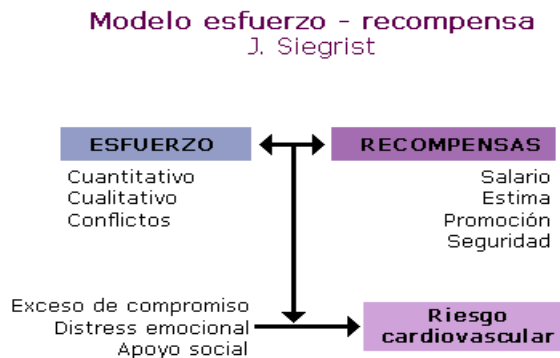 Modelo esfuerzo - recompensa
J. Siegrist
ESFUERZO
Cuantitativo
Cualitativo
Conflictos
RECOMPENSAS
Salario
Estima
Promoción
Seguridad
Exceso de compromiso
Distress emocional
Apoyo social
Riesgo
cardiovascular